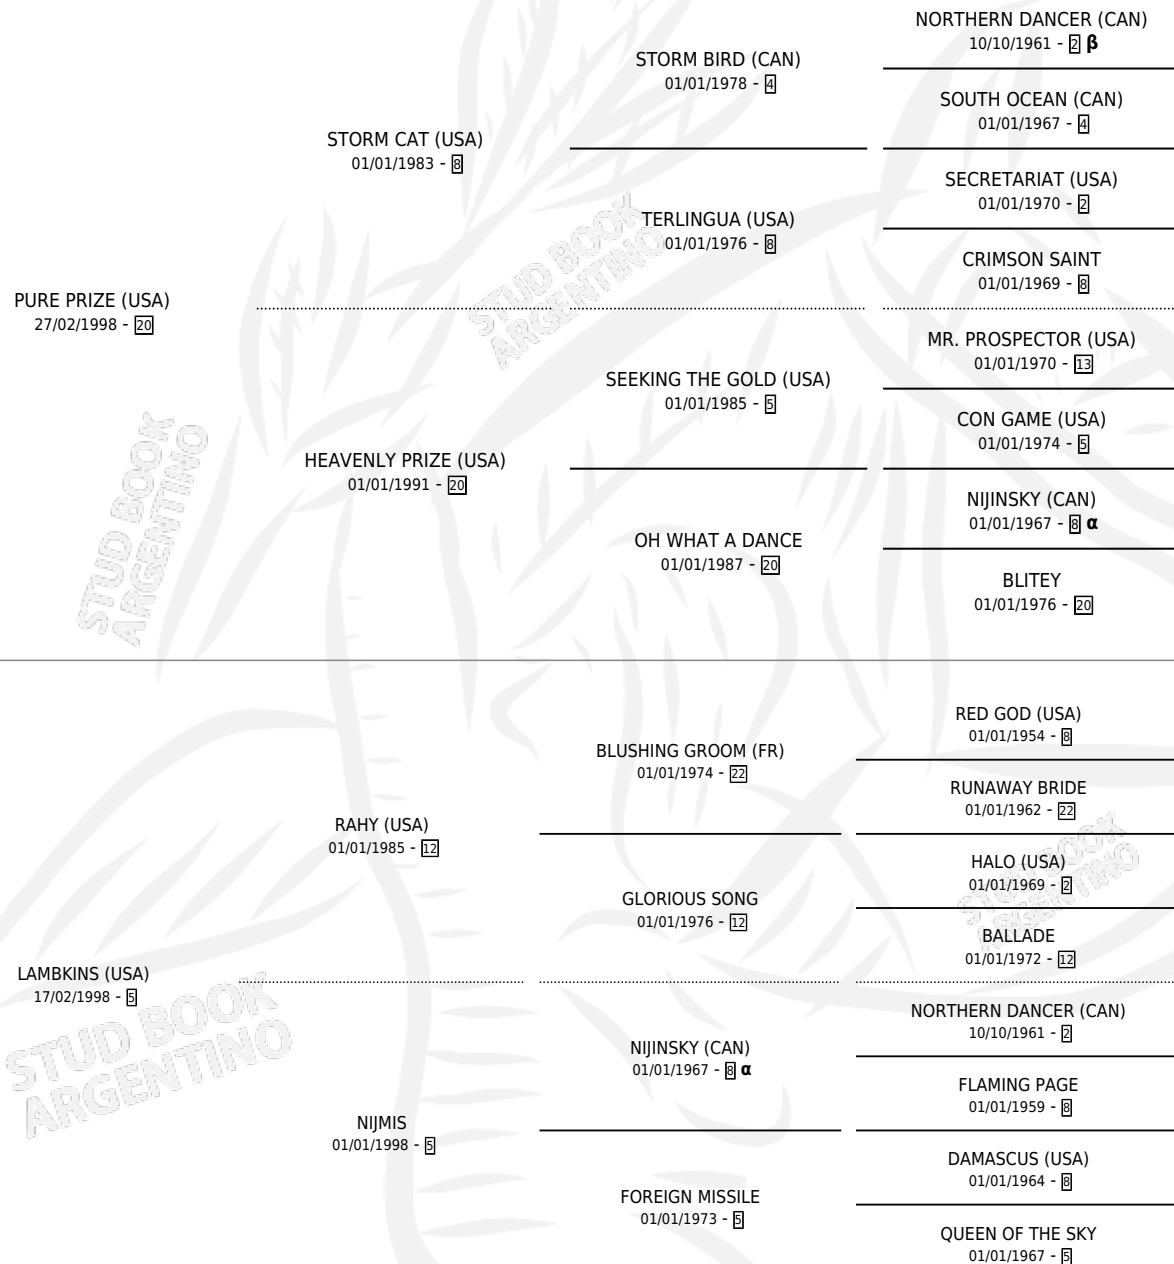 NORTHERN DANCER (CAN)
10/10/1961 - 2 β
STORM BIRD (CAN)
01/01/1978 - 4
SOUTH OCEAN (CAN)
01/01/1967 - 4
STORM CAT (USA)
01/01/1983 - 8
SECRETARIAT (USA)
01/01/1970 - 2
TERLINGUA (USA)
01/01/1976 - 8
CRIMSON SAINT
01/01/1969 - 8
PURE PRIZE (USA)
27/02/1998 - 20
MR. PROSPECTOR (USA)
01/01/1970 - 13
SEEKING THE GOLD (USA)
01/01/1985 - 5
CON GAME (USA)
01/01/1974 - 5
HEAVENLY PRIZE (USA)
01/01/1991 - 20
NIJINSKY (CAN)
01/01/1967 - 8 α
OH WHAT A DANCE
01/01/1987 - 20
BLITEY
01/01/1976 - 20
RED GOD (USA)
01/01/1954 - 8
BLUSHING GROOM (FR)
01/01/1974 - 22
RUNAWAY BRIDE
01/01/1962 - 22
RAHY (USA)
01/01/1985 - 12
HALO (USA)
01/01/1969 - 2
GLORIOUS SONG
01/01/1976 - 12
BALLADE
01/01/1972 - 12
LAMBKINS (USA)
17/02/1998 - 5
NORTHERN DANCER (CAN)
10/10/1961 - 2
NIJINSKY (CAN)
01/01/1967 - 8 α
FLAMING PAGE
01/01/1959 - 8
NIJMIS
01/01/1998 - 5
DAMASCUS (USA)
01/01/1964 - 8
FOREIGN MISSILE
01/01/1973 - 5
QUEEN OF THE SKY
01/01/1967 - 5
STUD BOOK
ARGENTINO
STUD BOOK
ARGENTINO
STUD BOOK
ARGENTINO
STUD BOOK
ARGENTINO